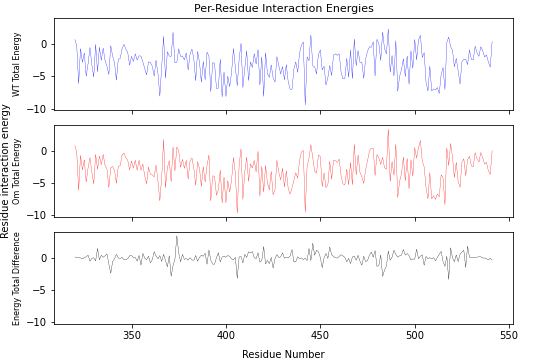 Per-Residue Interaction Energies
WT Total Energy
0
−5
−10
Residue interaction energy
Om Total Energy
0
−5
−10
Energy Total Difference
0
−5
−10
350
400
450
500
550
Residue Number